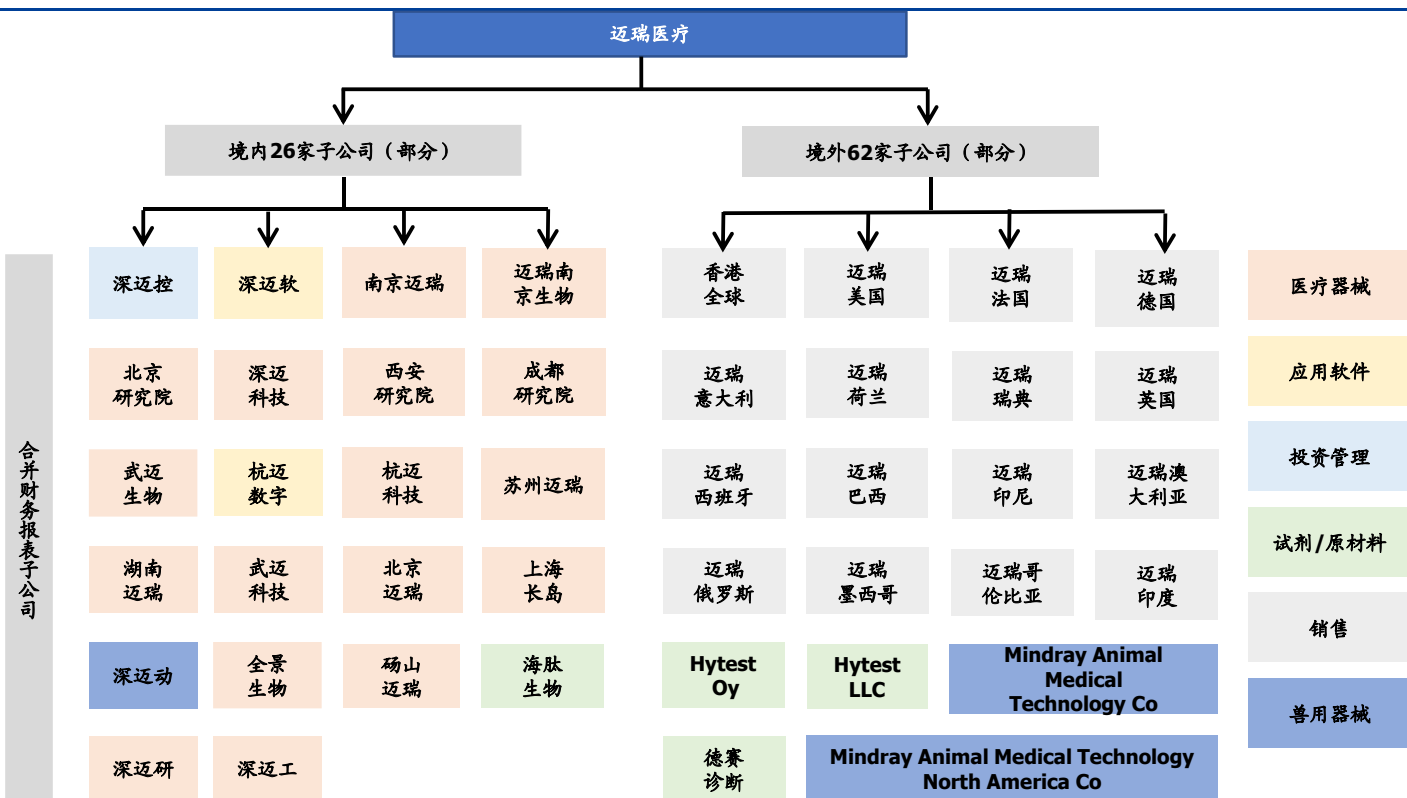 迈瑞医疗
境内26家子公司（部分）
境外62家子公司（部分）
合并财务报表子公司
深迈控
深迈软
南京迈瑞
迈瑞南
京生物
香港
全球
迈瑞
美国
迈瑞
法国
迈瑞
德国
医疗器械
北京
研究院
深迈
科技
西安
研究院
成都
研究院
迈瑞
意大利
迈瑞
荷兰
迈瑞
瑞典
迈瑞
英国
应用软件
武迈
生物
杭迈
数字
杭迈
科技
苏州迈瑞
迈瑞
西班牙
迈瑞
巴西
迈瑞
印尼
迈瑞澳
大利亚
投资管理
湖南
迈瑞
武迈
科技
北京
迈瑞
上海
长岛
迈瑞
俄罗斯
迈瑞
墨西哥
迈瑞哥
伦比亚
迈瑞
印度
试剂/原材料
销售
深迈动
全景
生物
砀山
迈瑞
海肽
生物
Hytest
Oy
Hytest
LLC
Mindray Animal
Medical
Technology Co
兽用器械
深迈研
深迈工
德赛
诊断
Mindray Animal Medical Technology
North America Co